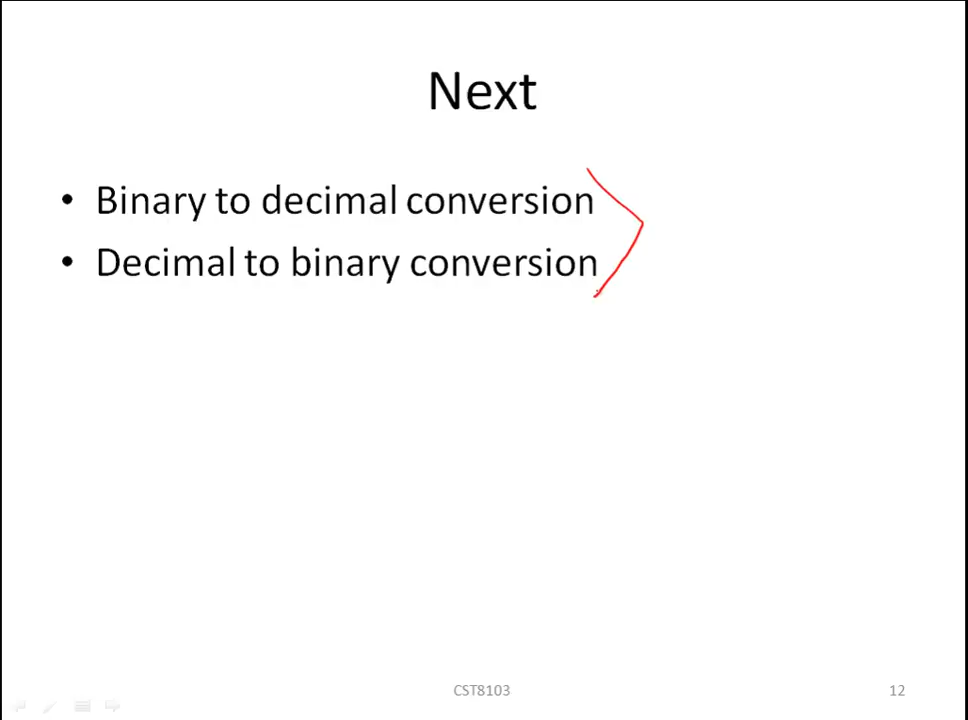 Next
• Binary to decimal conversion
• Decimal to binary conversion
CST8103
12